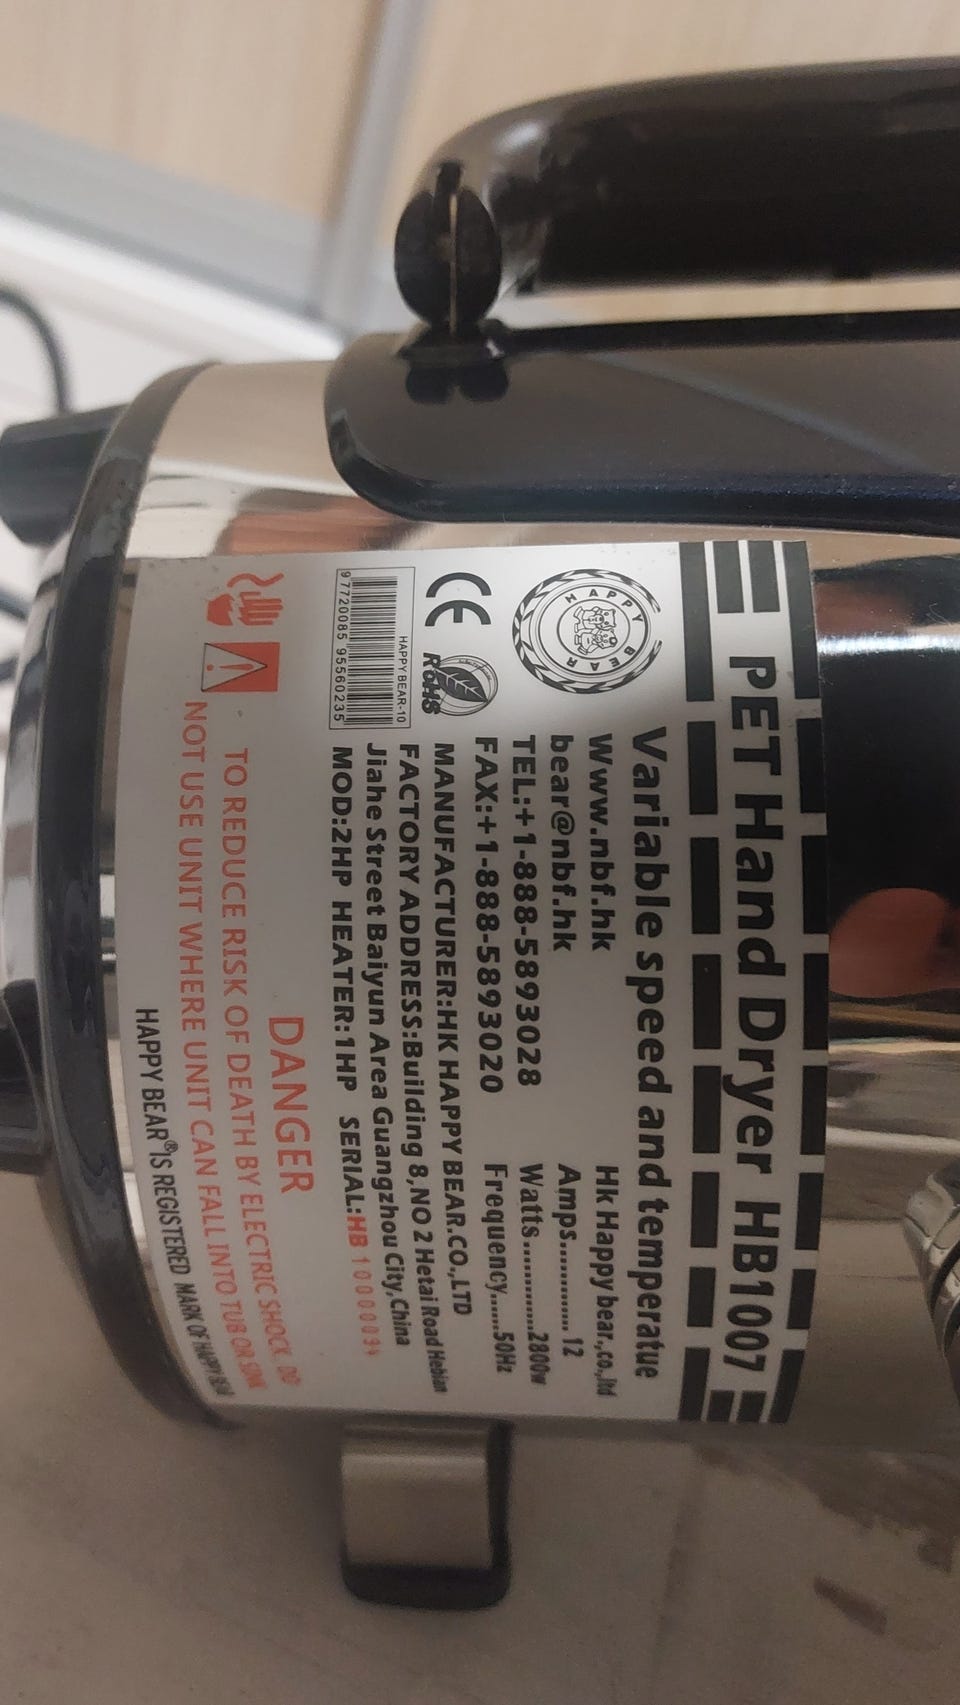 PET Hand Dryer HB1007
Variable speed and temperatue
HAPPY BEAR
Www.nbf.hk
bear@nbf.hk
TEL:+1-888-5893028
FAX:+1-888-5893020
Hk Happy bear.,co.,ltd
Amps............ 12
Watts............2800w
Frequency......50Hz
CE RoHS
MANUFACTURER:HK HAPPY BEAR.CO.,LTD
FACTORY ADDRESS:Building 8,NO 2 Hetai Road Hebian
Jiahe Street Baiyun Area Guangzhou City,China
MOD:2HP HEATER:1HP SERIAL:HB
HAPPY BEAR-10
9 7720085 95560235
DANGER
TO REDUCE RISK OF DEATH BY ELECTRIC SHOCK. DO
NOT USE UNIT WHERE UNIT CAN FALL INTO TUB OR SINK
HAPPY BEAR®IS REGISTERED MARK OF HAPPY BEAR